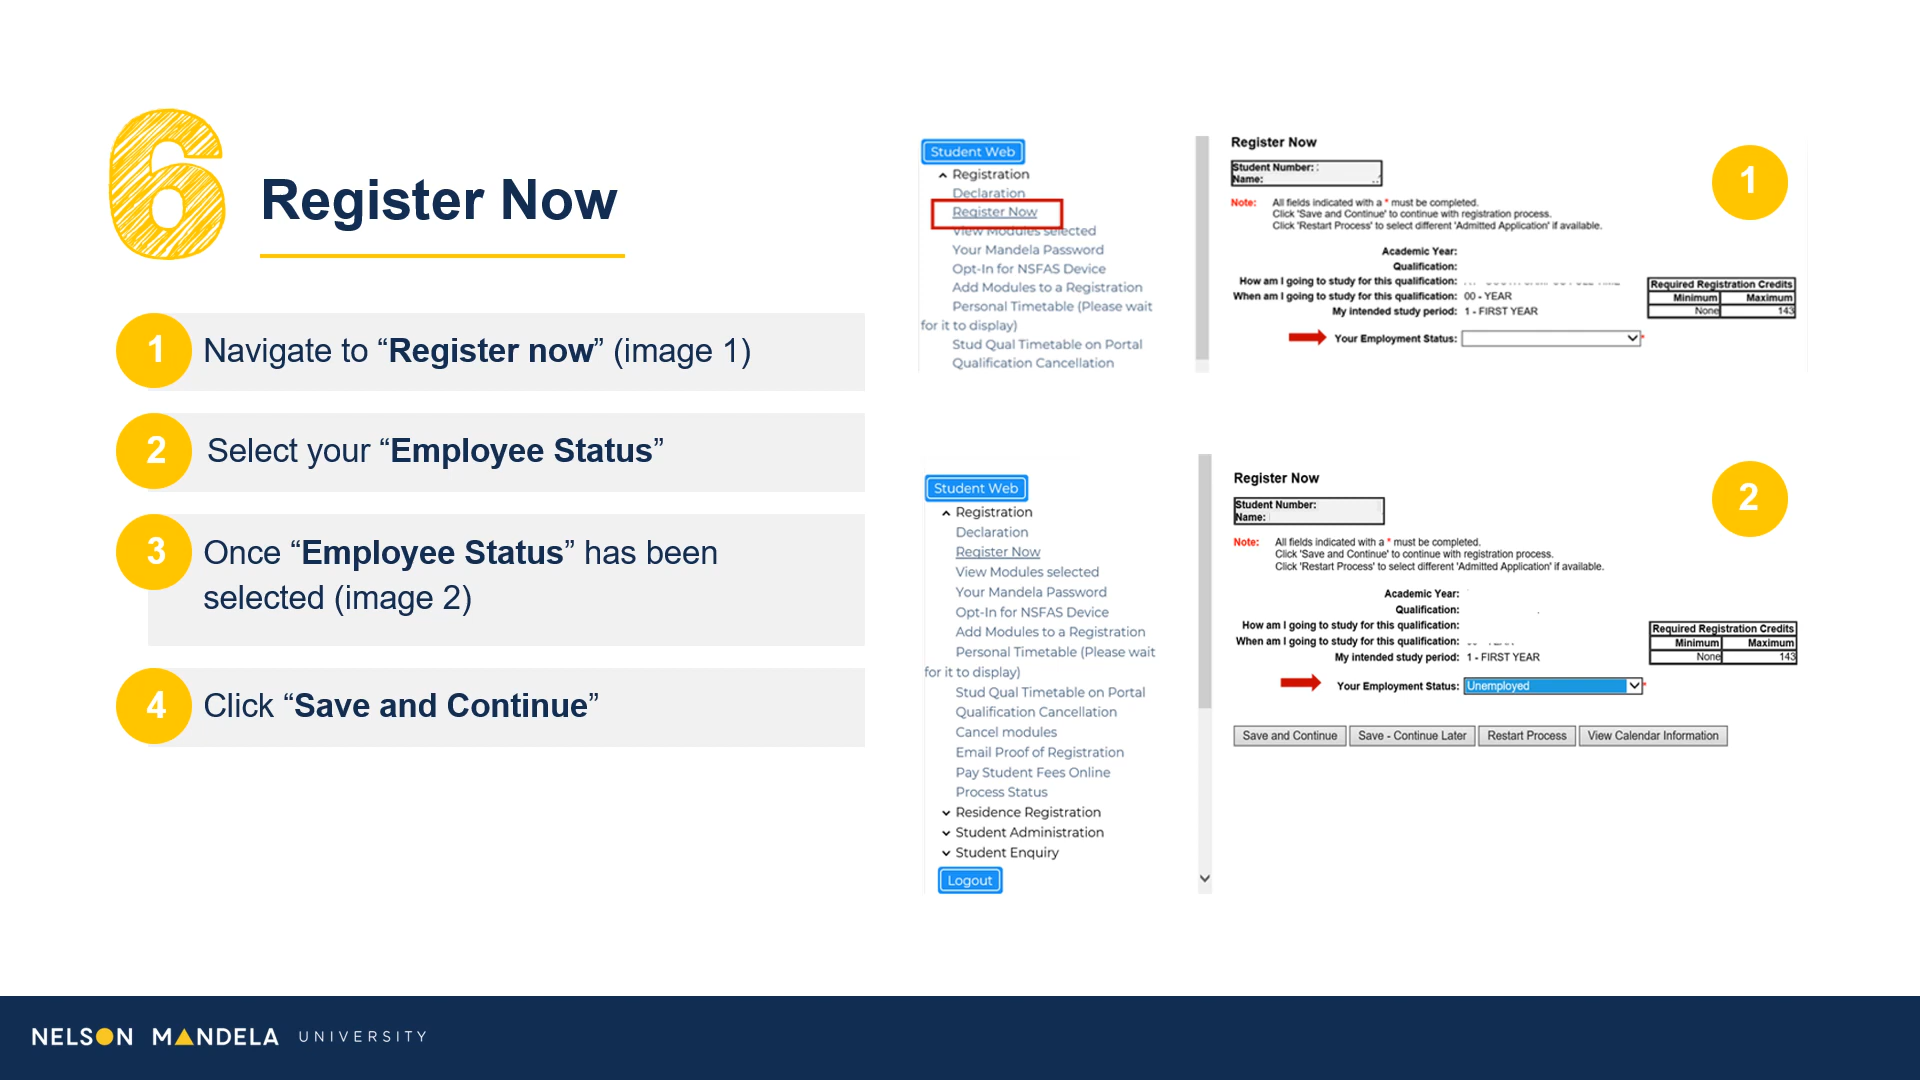 6
Register Now
1
Navigate to “Register now” (image 1)
2
Select your “Employee Status”
3
Once “Employee Status” has been
selected (image 2)
4
Click “Save and Continue”
Student Web
Registration
Declaration
Register Now
View Modules selected
Your Mandela Password
Opt-In for NSFAS Device
Add Modules to a Registration
Personal Timetable (Please wait
for it to display)
Stud Qual Timetable on Portal
Qualification Cancellation
Register Now
1
Student Number:
Name:
Note: All fields indicated with a * must be completed.
Click 'Save and Continue' to continue with registration process.
Click 'Restart Process' to select different 'Admitted Application' if available.
Academic Year:
Qualification:
How am I going to study for this qualification:
When am I going to study for this qualification: 00 - YEAR
My intended study period: 1 - FIRST YEAR
Required Registration Credits
Minimum Maximum
None 143
Your Employment Status: *
Student Web
Registration
Declaration
Register Now
View Modules selected
Your Mandela Password
Opt-In for NSFAS Device
Add Modules to a Registration
Personal Timetable (Please wait
for it to display)
Stud Qual Timetable on Portal
Qualification Cancellation
Cancel modules
Email Proof of Registration
Pay Student Fees Online
Process Status
Residence Registration
Student Administration
Student Enquiry
Logout
Register Now
2
Student Number:
Name:
Note: All fields indicated with a * must be completed.
Click 'Save and Continue' to continue with registration process.
Click 'Restart Process' to select different 'Admitted Application' if available.
Academic Year:
Qualification:
How am I going to study for this qualification:
When am I going to study for this qualification:
My intended study period: 1 - FIRST YEAR
Required Registration Credits
Minimum Maximum
None 143
Your Employment Status: Unemployed *
Save and Continue Save - Continue Later Restart Process View Calendar Information
NELSON MANDELA UNIVERSITY